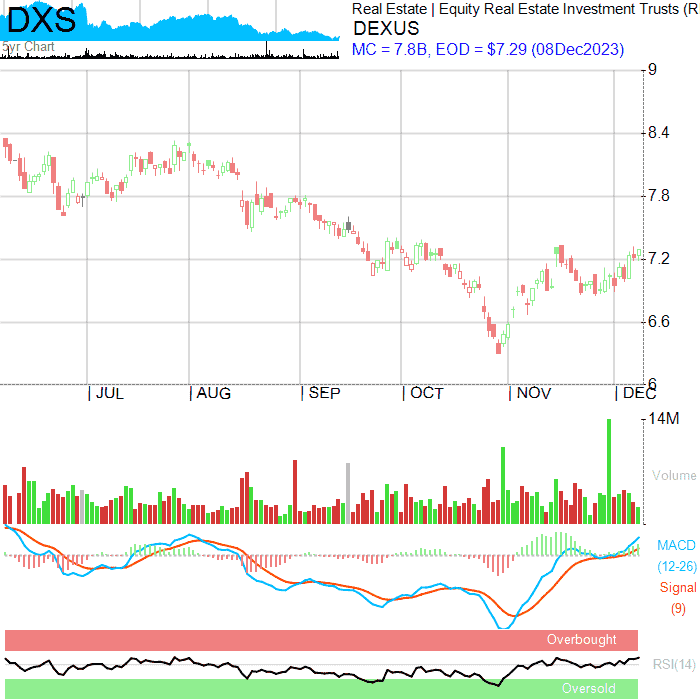 DXS
5yr Chart
Real Estate | Equity Real Estate Investment Trusts (R
DEXUS
MC = 7.8B, EOD = $7.29 (08Dec2023)
9
8.4
7.8
7.2
6.6
6
JUL
AUG
SEP
OCT
NOV
DEC
14M
Volume
MACD
(12-26)
Signal
(9)
Overbought
RSI(14)
Oversold